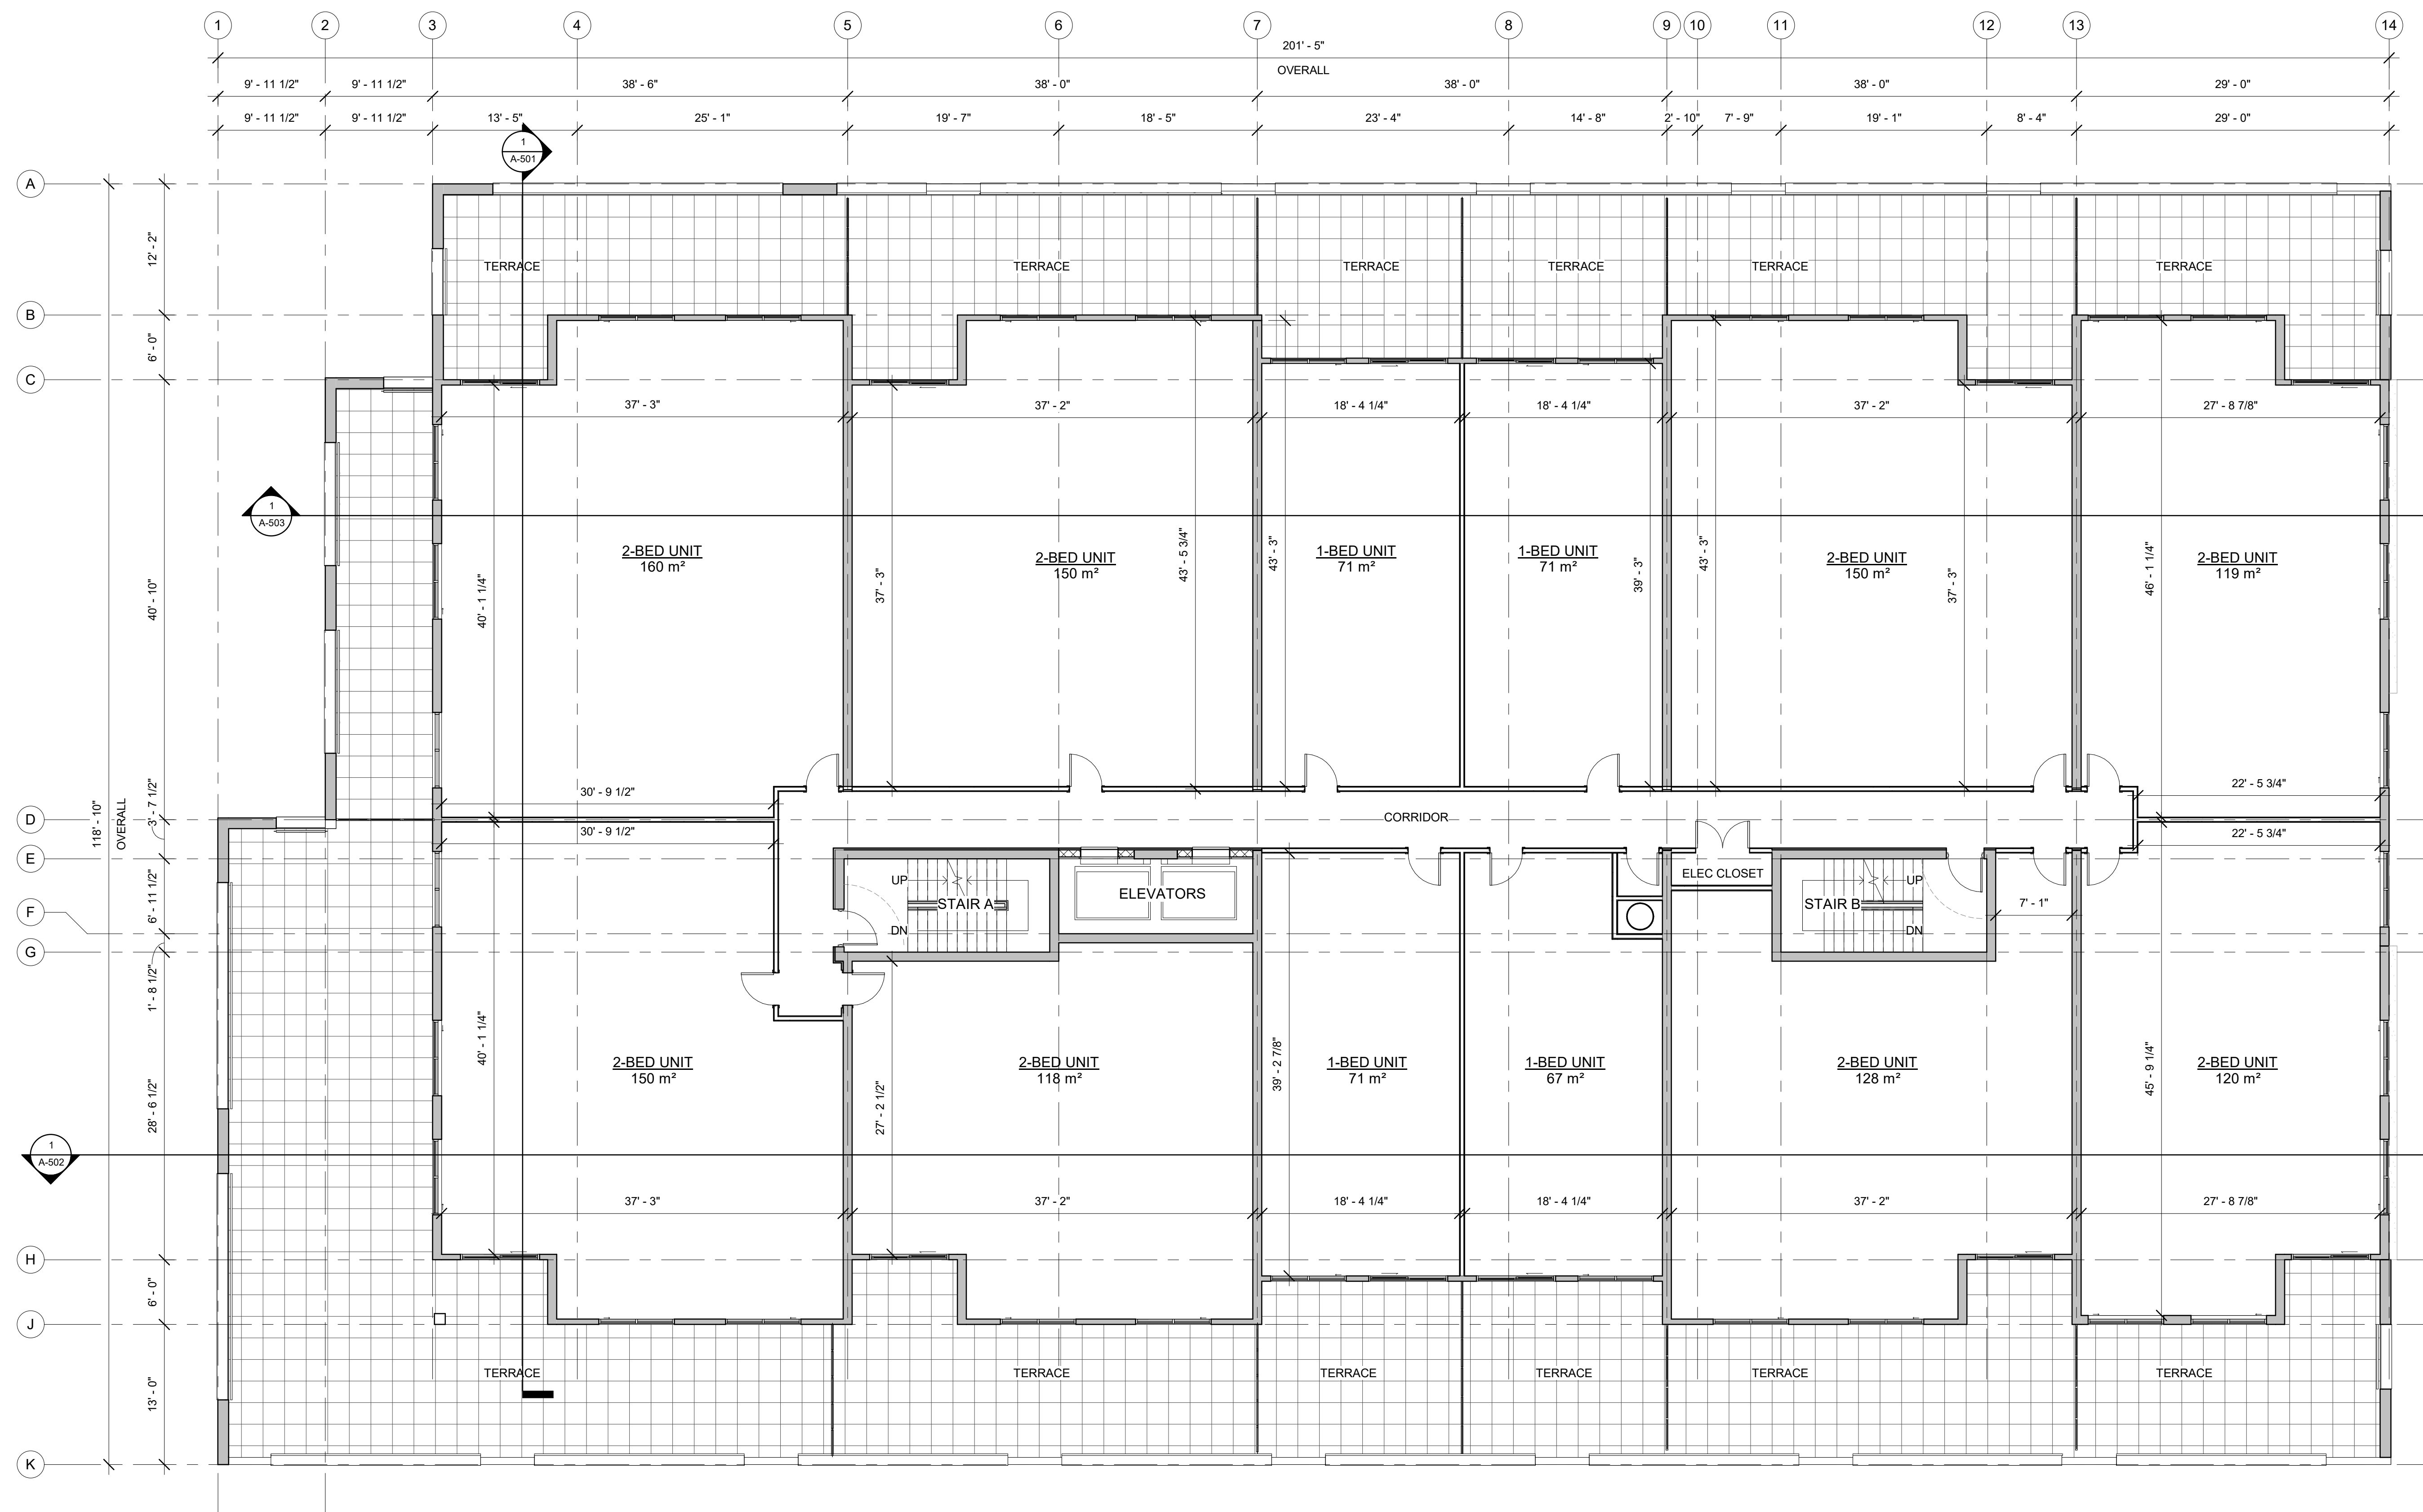 1 2 3 4 5 6 7 8 9 10 11 12 13 14
201' - 5"
OVERALL
9' - 11 1/2" 9' - 11 1/2" 38' - 6" 38' - 0" 38' - 0" 38' - 0" 29' - 0"
9' - 11 1/2" 9' - 11 1/2" 13' - 5" 25' - 1" 19' - 7" 18' - 5" 23' - 4" 14' - 8" 2' - 10" 7' - 9" 19' - 1" 8' - 4" 29' - 0"
1
A-501
A
12' - 2"
TERRACE TERRACE TERRACE TERRACE TERRACE TERRACE
B
6' - 0"
C
37' - 3" 37' - 2" 18' - 4 1/4" 18' - 4 1/4" 37' - 2" 27' - 8 7/8"
1
A-503
2-BED UNIT
160 m²
2-BED UNIT
150 m²
1-BED UNIT
71 m²
1-BED UNIT
71 m²
2-BED UNIT
150 m²
2-BED UNIT
119 m²
40' - 10"
40' - 1 1/4"
37' - 3"
43' - 5 3/4"
43' - 3"
39' - 3"
43' - 3"
37' - 3"
46' - 1 1/4"
118' - 10"
OVERALL
3' - 7 1/2"
30' - 9 1/2"
22' - 5 3/4"
D
CORRIDOR
30' - 9 1/2"
22' - 5 3/4"
E
6' - 11 1/2"
UP
STAIR A
DN
ELEVATORS
ELEC CLOSET
UP
STAIR B
DN
7' - 1"
F
G
1' - 8 1/2"
40' - 1 1/4"
27' - 2 1/2"
39' - 2 7/8"
45' - 9 1/4"
2-BED UNIT
150 m²
2-BED UNIT
118 m²
1-BED UNIT
71 m²
1-BED UNIT
67 m²
2-BED UNIT
128 m²
2-BED UNIT
120 m²
28' - 6 1/2"
1
A-502
37' - 3" 37' - 2" 18' - 4 1/4" 18' - 4 1/4" 37' - 2" 27' - 8 7/8"
H
6' - 0"
J
TERRACE TERRACE TERRACE TERRACE TERRACE TERRACE
13' - 0"
K